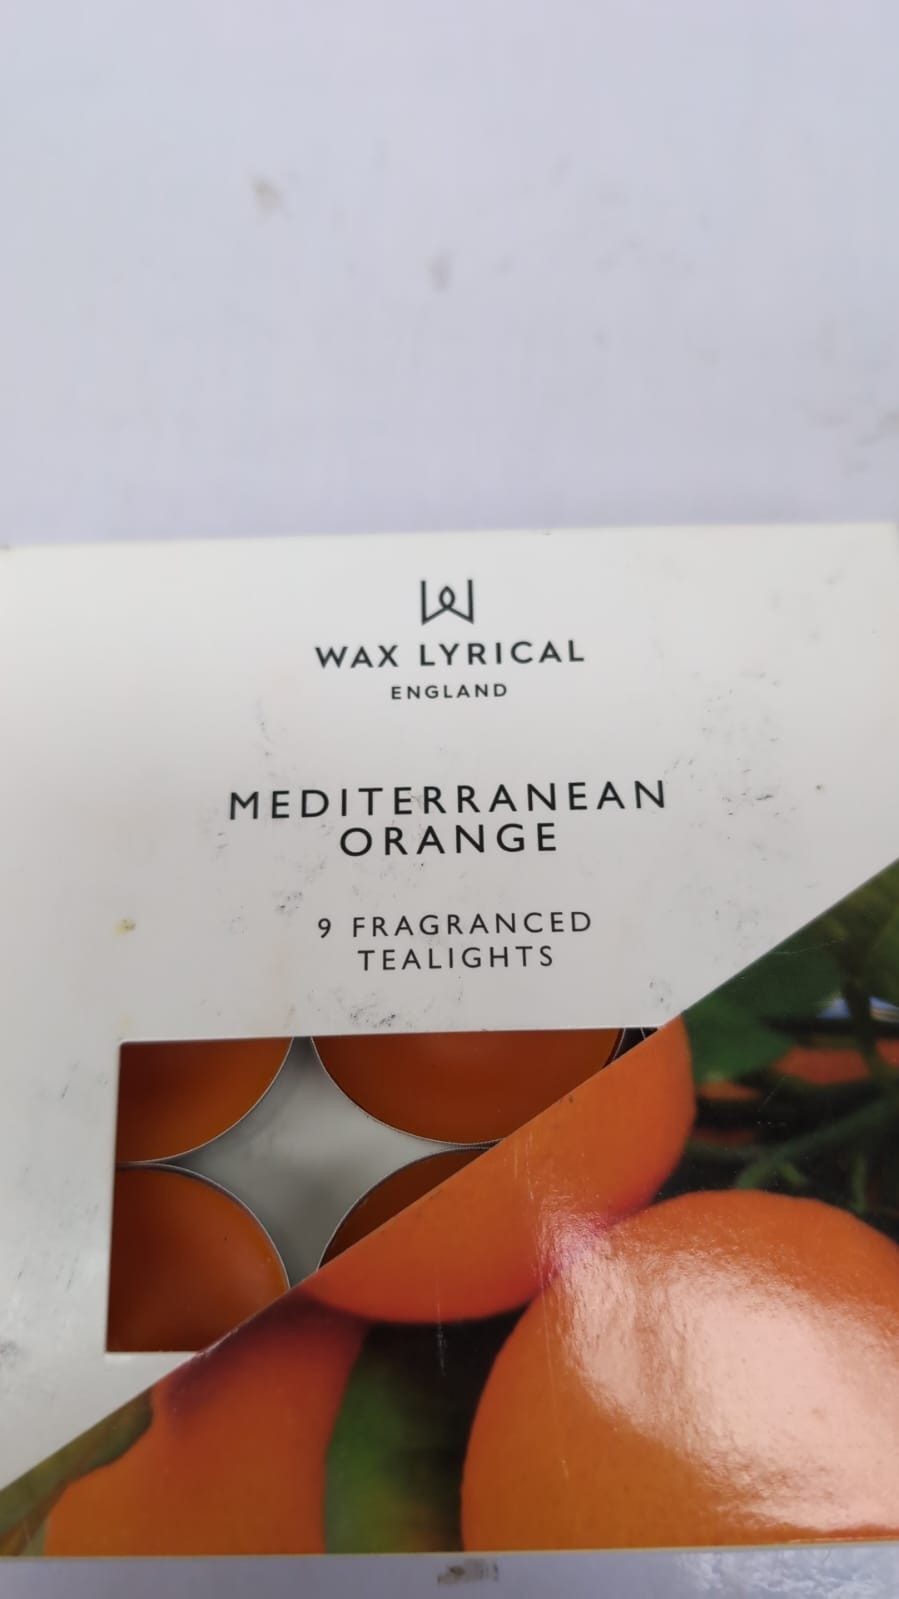 WAX LYRICAL
ENGLAND
MEDITERRANEAN
ORANGE
9 FRAGRANCED
TEALIGHTS